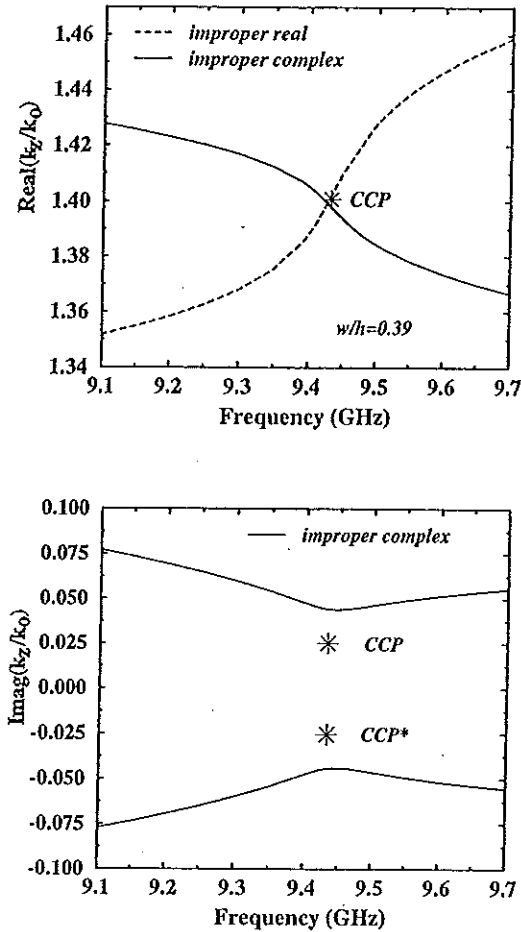 1.46
1.44
1.42
1.40
1.38
1.36
1.34
Real(kz/k0)
improper real
improper complex
CCP
w/h=0.39
9.1 9.2 9.3 9.4 9.5 9.6 9.7
Frequency (GHz)
0.100
0.075
0.050
0.025
0.000
-0.025
-0.050
-0.075
-0.100
Imag(kz/k0)
improper complex
CCP
CCP*
9.1 9.2 9.3 9.4 9.5 9.6 9.7
Frequency (GHz)